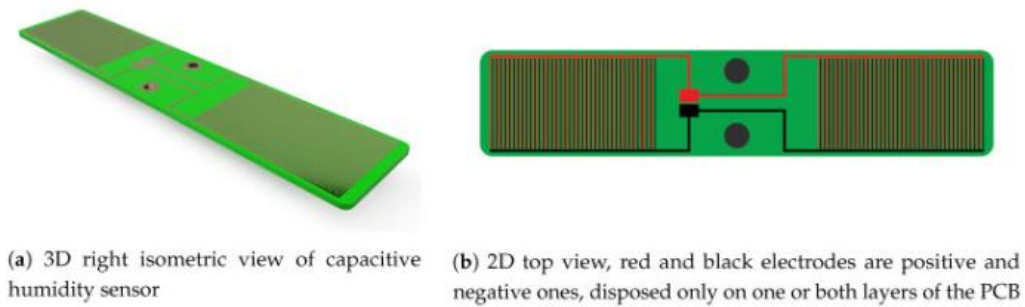 (a) 3D right isometric view of capacitive
humidity sensor
(b) 2D top view, red and black electrodes are positive and
negative ones, disposed only on one or both layers of the PCB